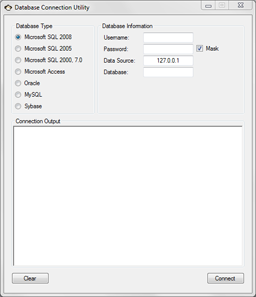 Database Connection Utility
Database Type
Microsoft SQL 2008
Microsoft SQL 2005
Microsoft SQL 2000, 7.0
Microsoft Access
Oracle
MySQL
Sybase
Database Information
Username:
Password:
Mask
Data Source: 127.0.0.1
Database:
Connection Output
Clear
Connect